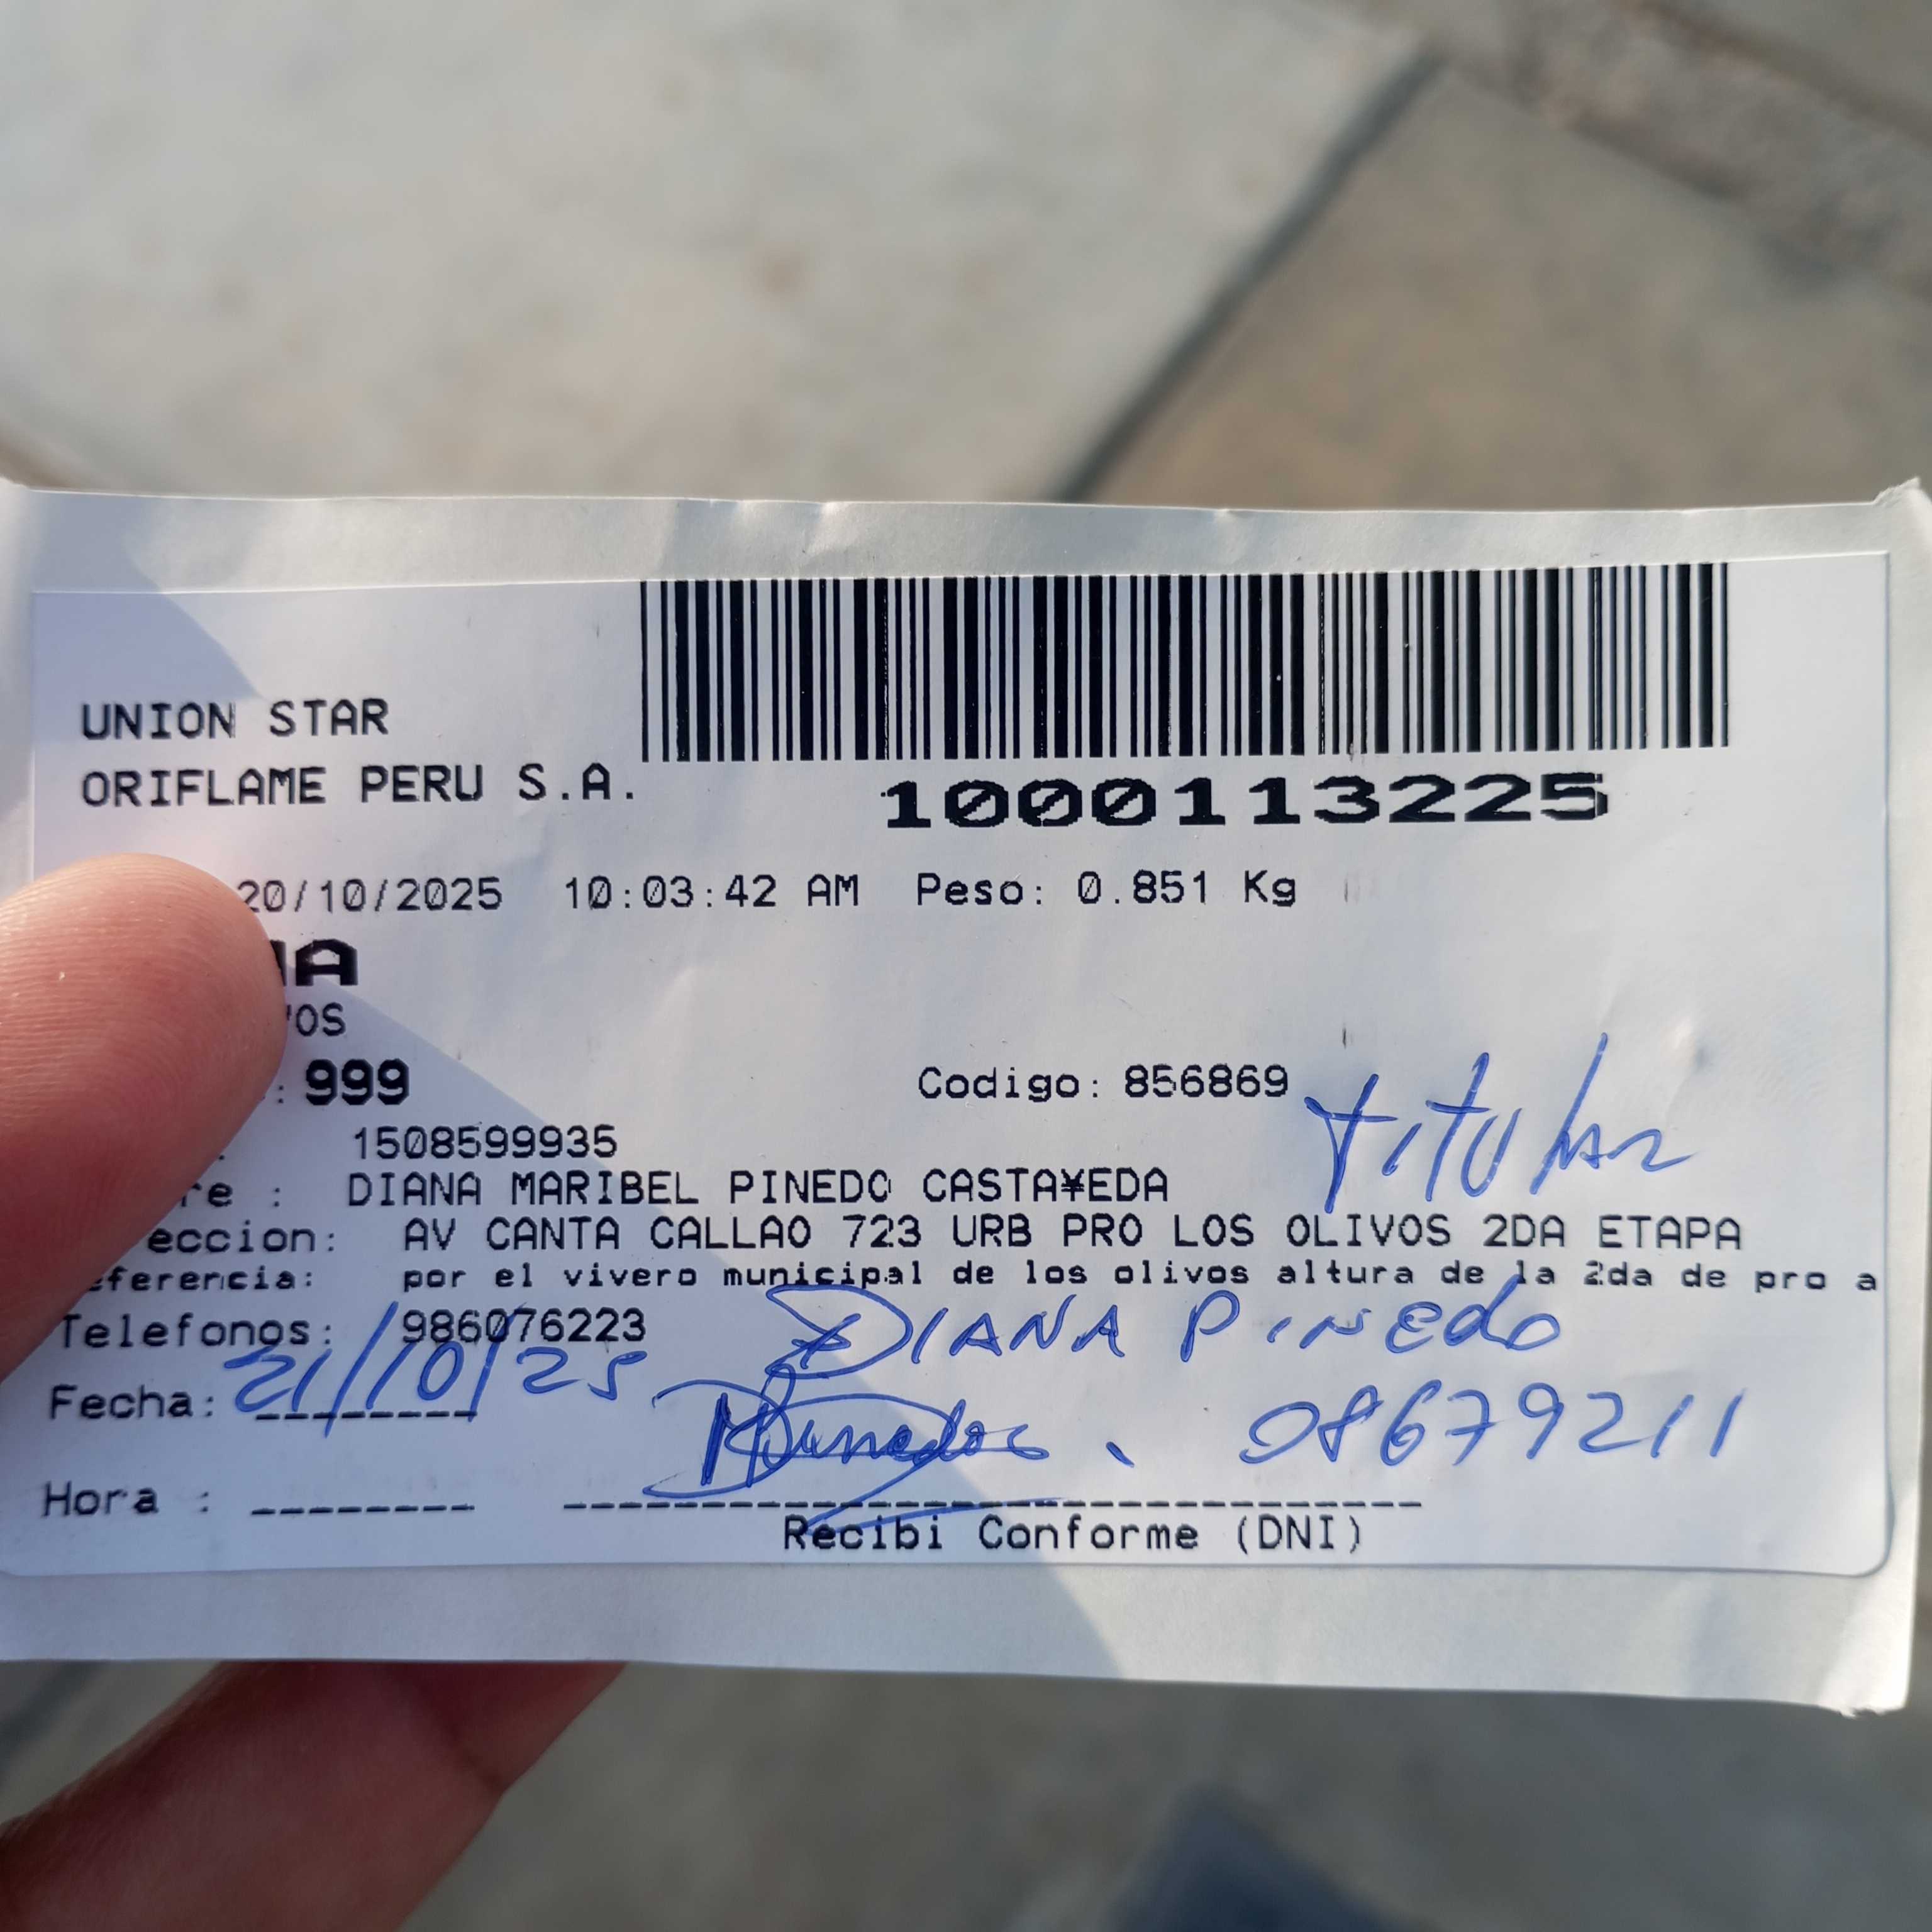 UNION STAR
ORIFLAME PERU S.A.
1000113225
20/10/2025 10:03:42 AM Peso: 0.851 Kg
: 999 Codigo: 856869
titular
1508599935
DIANA MARIBEL PINEDO CASTA¥EDA
eccion: AV CANTA CALLAO 723 URB PRO LOS OLIVOS 2DA ETAPA
ferencia: por el vivero municipal de los olivos altura de la 2da de pro a
Telefonos: 986076223
DIANA PINEdo
Fecha: 21/10/25
08679211
Hora :
Recibi Conforme (DNI)